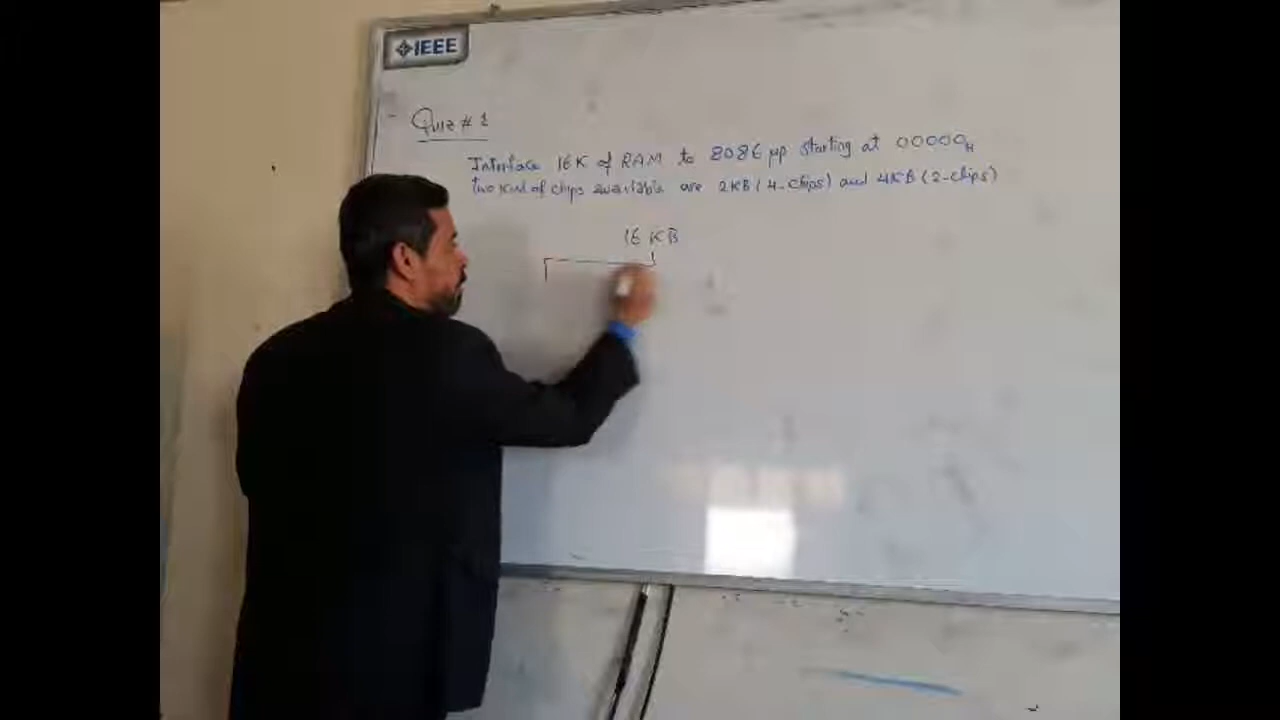 IEEE
Quiz # 1
Interface 16K of RAM to 8086 µp starting at 00000H
two kind of chips available are 2KB (4-chips) and 4KB (2-chips)
16 KB